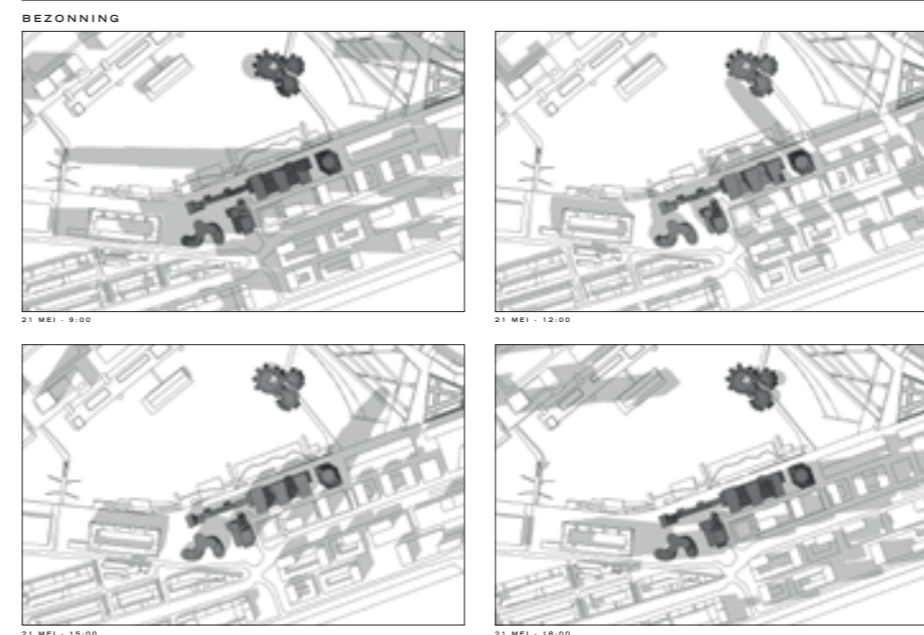 BEZONNING
21 MEI - 9:00
21 MEI - 12:00
21 MEI - 15:00
21 MEI - 18:00